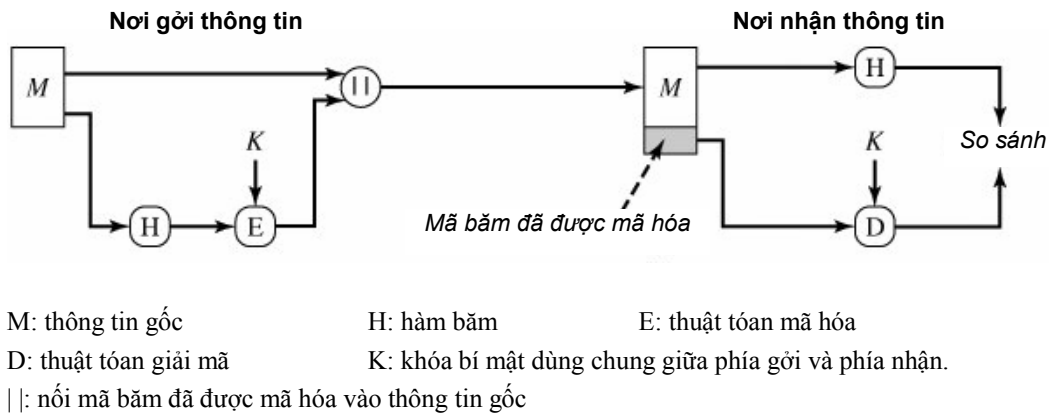 Nơi gởi thông tin
Nơi nhận thông tin
M
||
M
H
K
K
So sánh
H
E
Mã băm đã được mã hóa
D
M: thông tin gốc
H: hàm băm
E: thuật tóan mã hóa
D: thuật tóan giải mã
K: khóa bí mật dùng chung giữa phía gởi và phía nhận.
| |: nối mã băm đã được mã hóa vào thông tin gốc